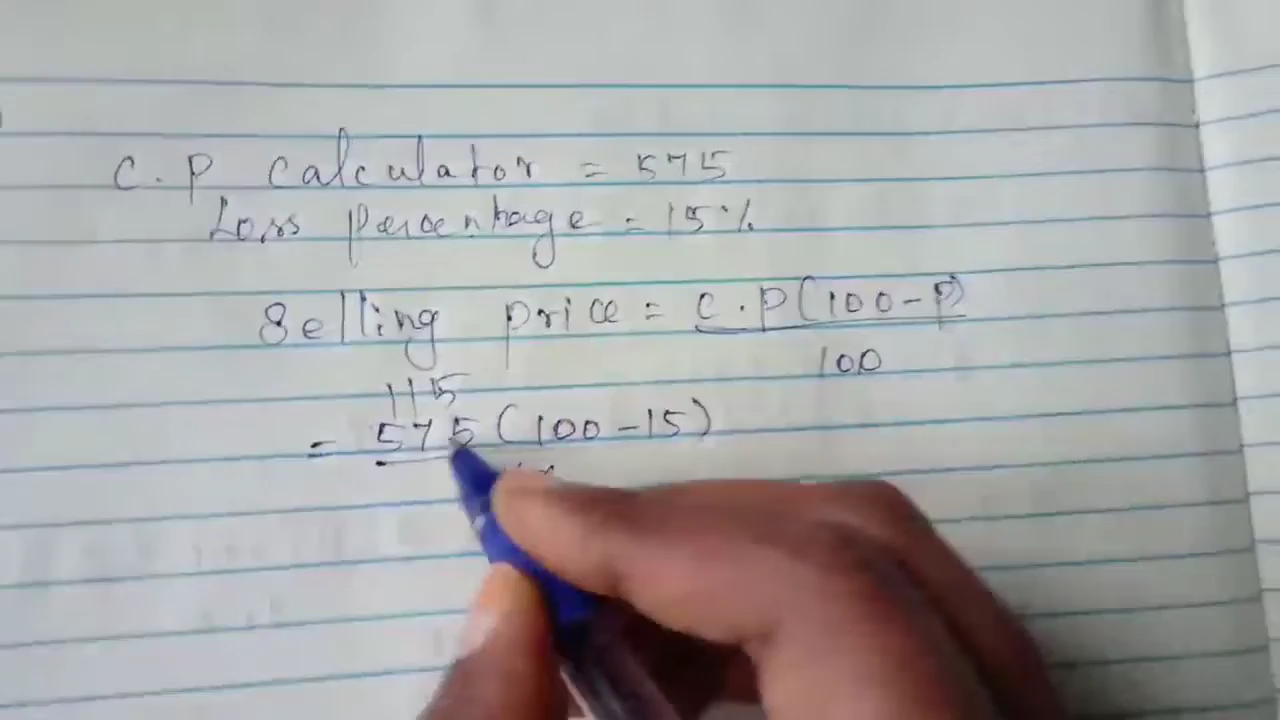 C.P calculator = 575
Loss Percentage = 15%
Selling price = C.P(100-P)
100
115
= 575(100-15)